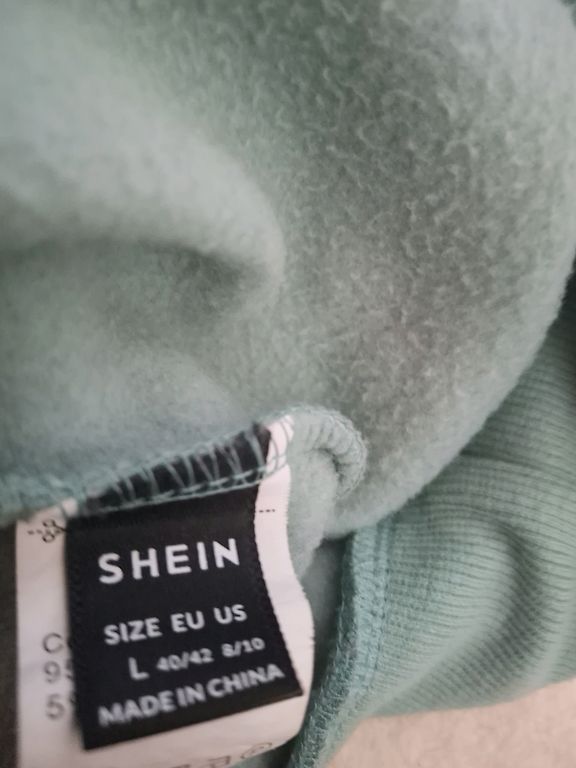 SHEIN
SIZE EU US
L 40/42 8/10
MADE IN CHINA